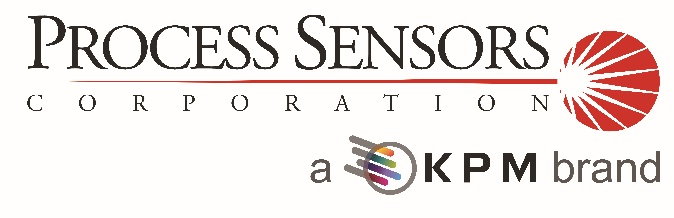 PROCESS SENSORS
CORPORATION
a KPM brand